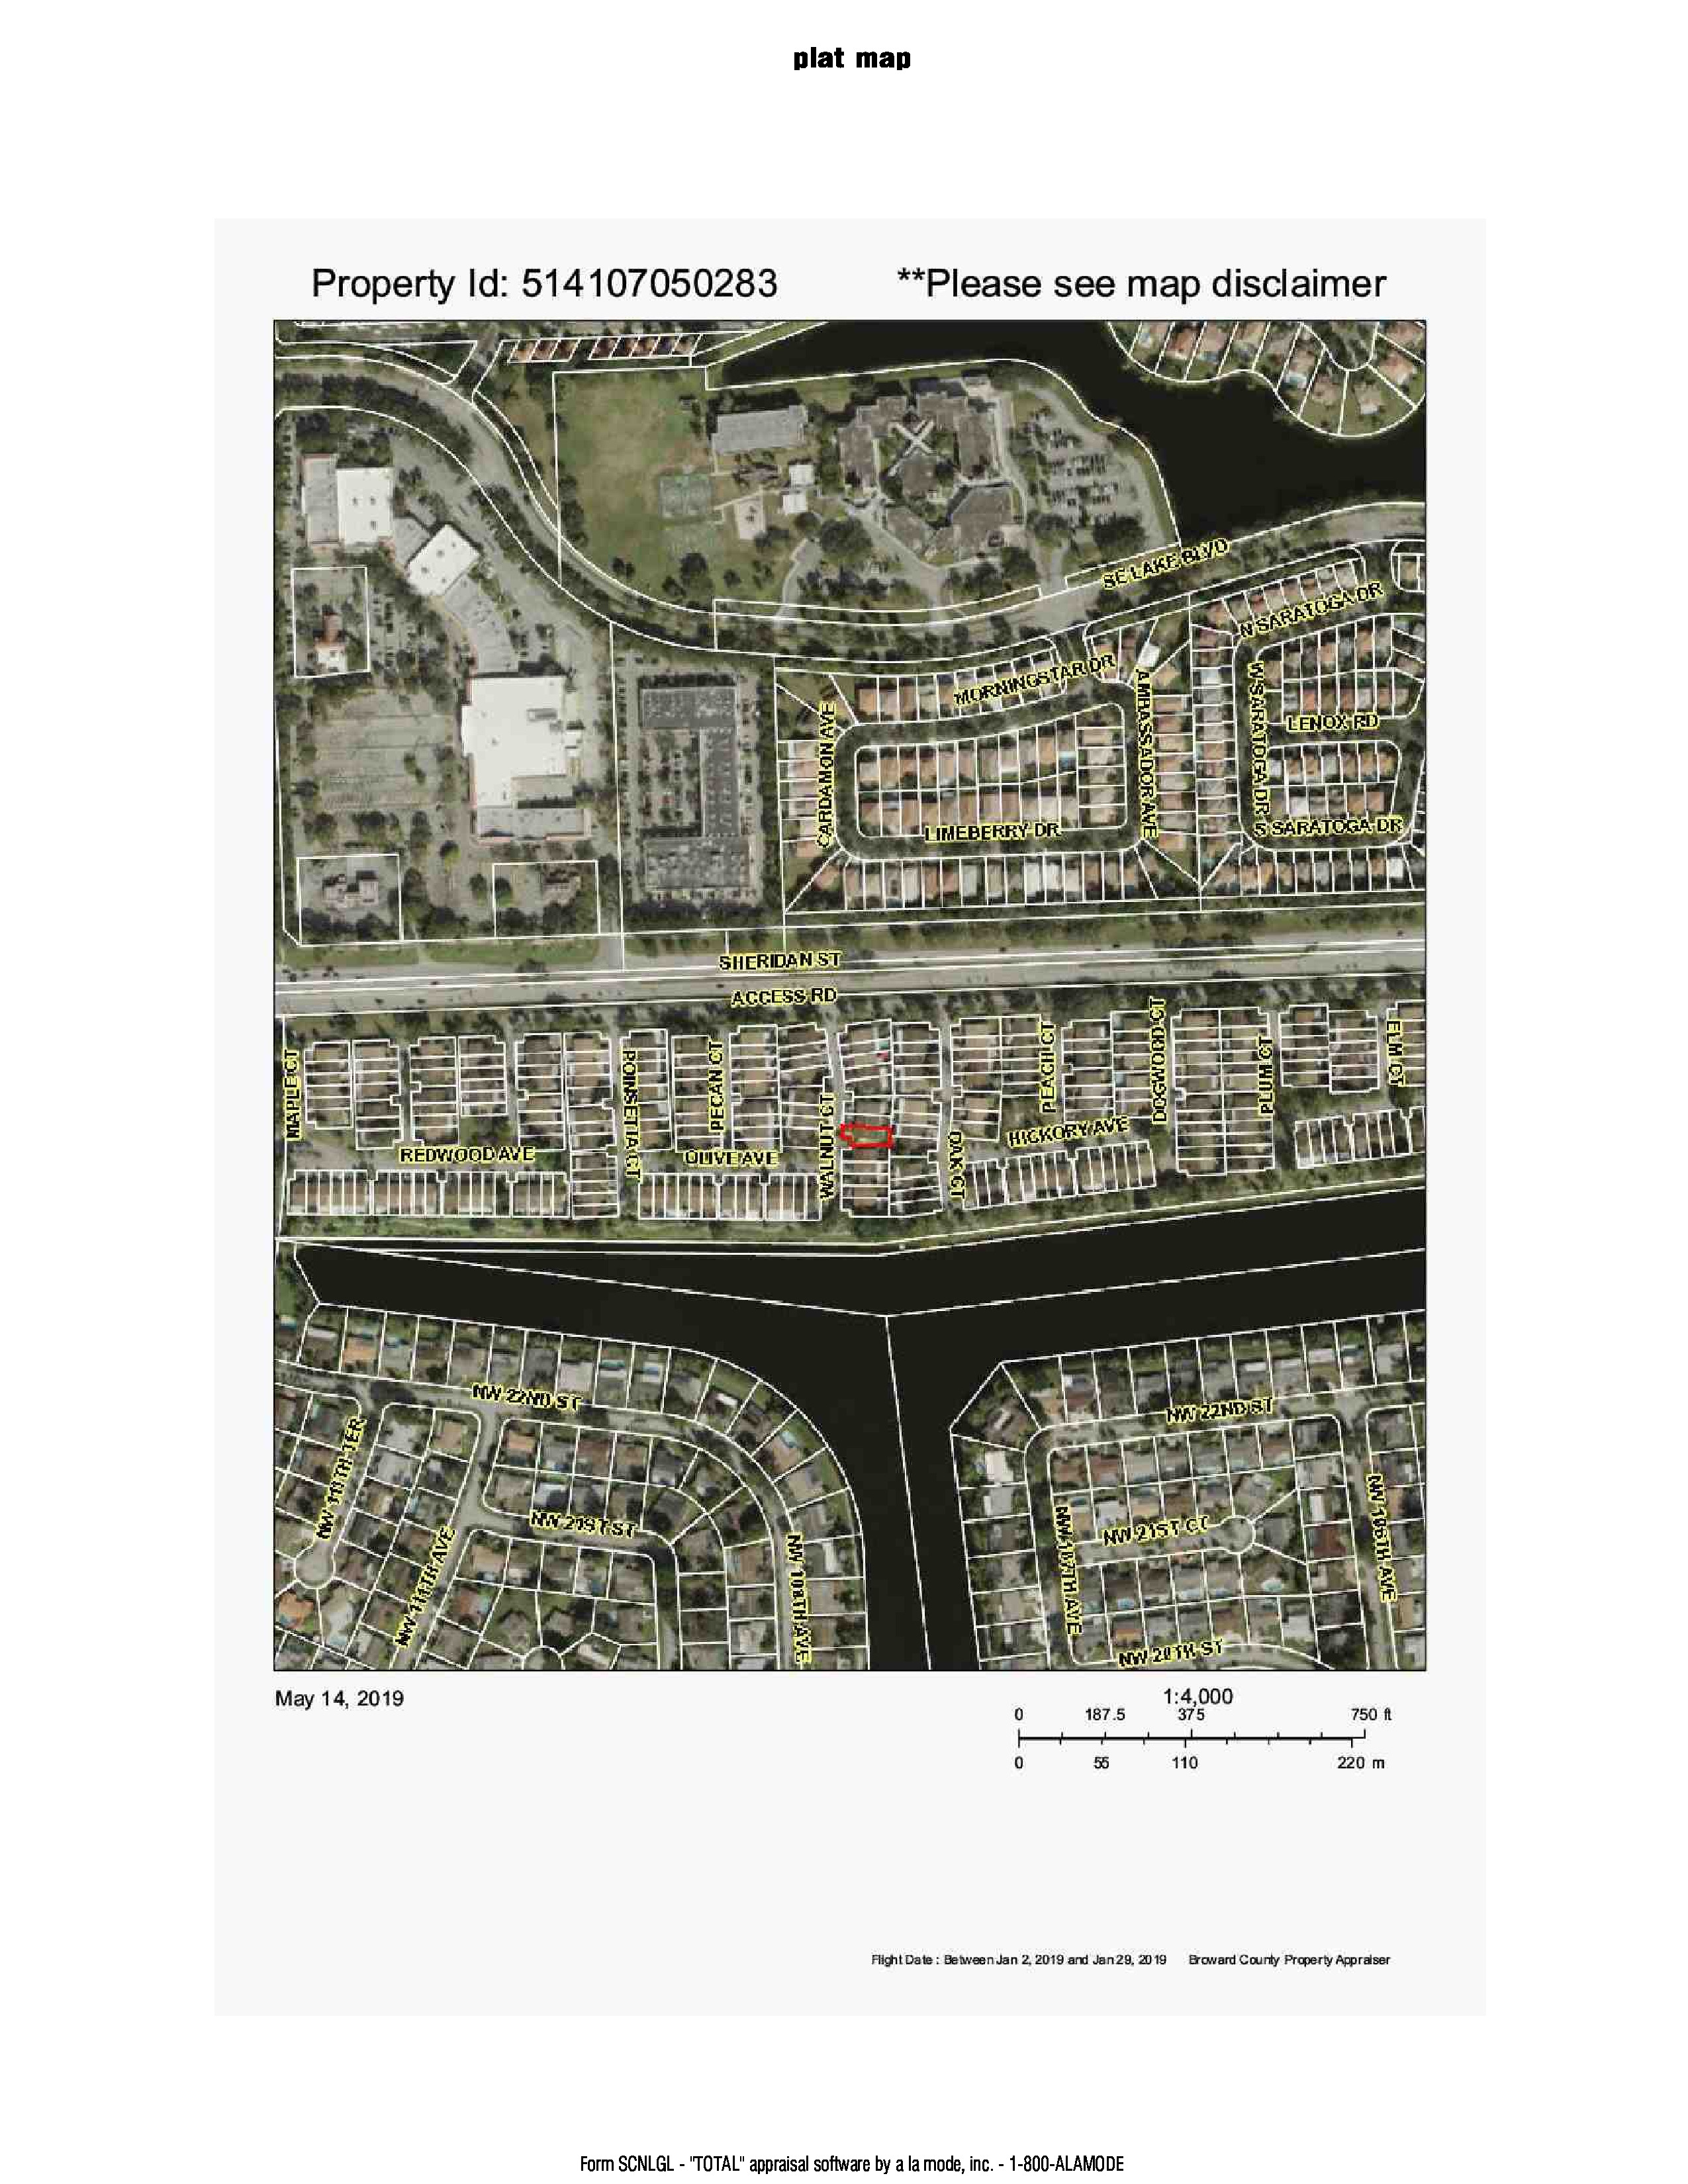 plat map
Property Id: 514107050283
**Please see map disclaimer
SE LAKE BLVD
N SARATOGA DR
MORNINGSTAR DR
AMBASSADOR AVE
W SARATOGA DR
LENOX RD
CARDAMON AVE
LIMEBERRY DR
S SARATOGA DR
SHERIDAN ST
ACCESS RD
MAPLE CT
POINSETTIA CT
PECAN CT
WALNUT CT
OAK CT
PEACH CT
DOGWOOD CT
PLUM CT
ELM CT
REDWOOD AVE
OLIVE AVE
HICKORY AVE
NW 22ND ST
NW 22ND ST
NW 110TH TER
NW 111TH AVE
NW 21ST ST
NW 108TH AVE
NW 107TH AVE
NW 21ST CT
NW 106TH AVE
NW 20TH ST
May 14, 2019
1:4,000
0 187.5 375 750 ft
0 55 110 220 m
Flight Date : Between Jan 2, 2019 and Jan 29, 2019 Broward County Property Appraiser
Form SCNLGL - "TOTAL" appraisal software by a la mode, inc. - 1-800-ALAMODE